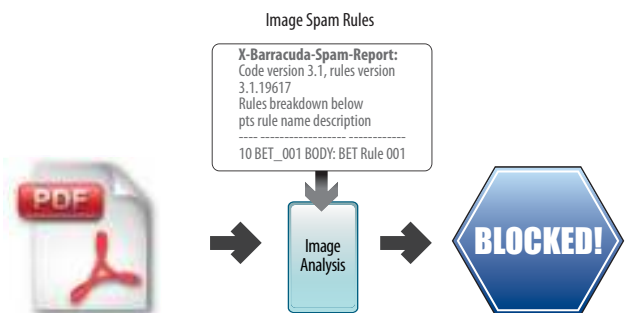 Image Spam Rules
X-Barracuda-Spam-Report:
Code version 3.1, rules version
3.1.19617
Rules breakdown below
pts rule name description
---- ------------------ ------------
10 BET_001 BODY: BET Rule 001
PDF
Image
Analysis
BLOCKED!